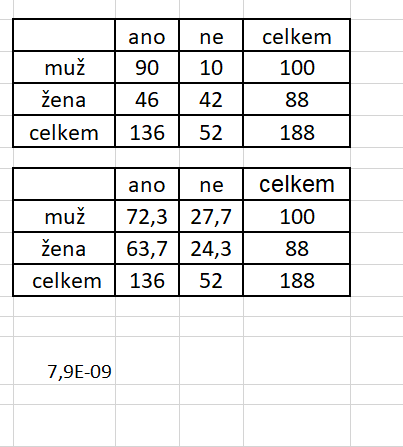 ano ne celkem
muž 90 10 100
žena 46 42 88
celkem 136 52 188
ano ne celkem
muž 72,3 27,7 100
žena 63,7 24,3 88
celkem 136 52 188
7,9E-09